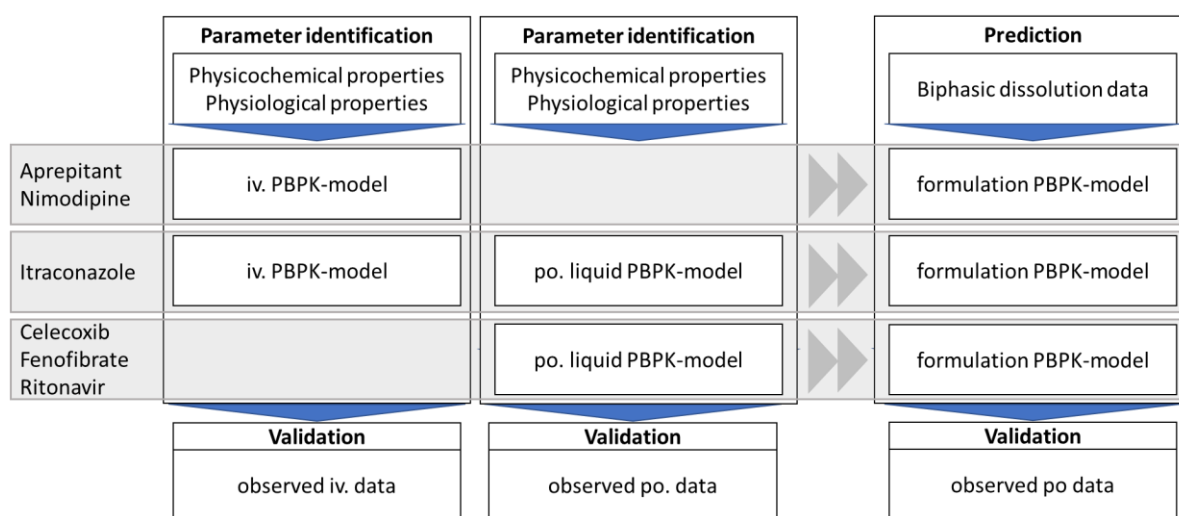 Parameter identification
Parameter identification
Prediction
Physicochemical properties
Physiological properties
Physicochemical properties
Physiological properties
Biphasic dissolution data
Aprepitant
Nimodipine
iv. PBPK-model
formulation PBPK-model
Itraconazole
iv. PBPK-model
po. liquid PBPK-model
formulation PBPK-model
Celecoxib
Fenofibrate
Ritonavir
po. liquid PBPK-model
formulation PBPK-model
Validation
Validation
Validation
observed iv. data
observed po. data
observed po data